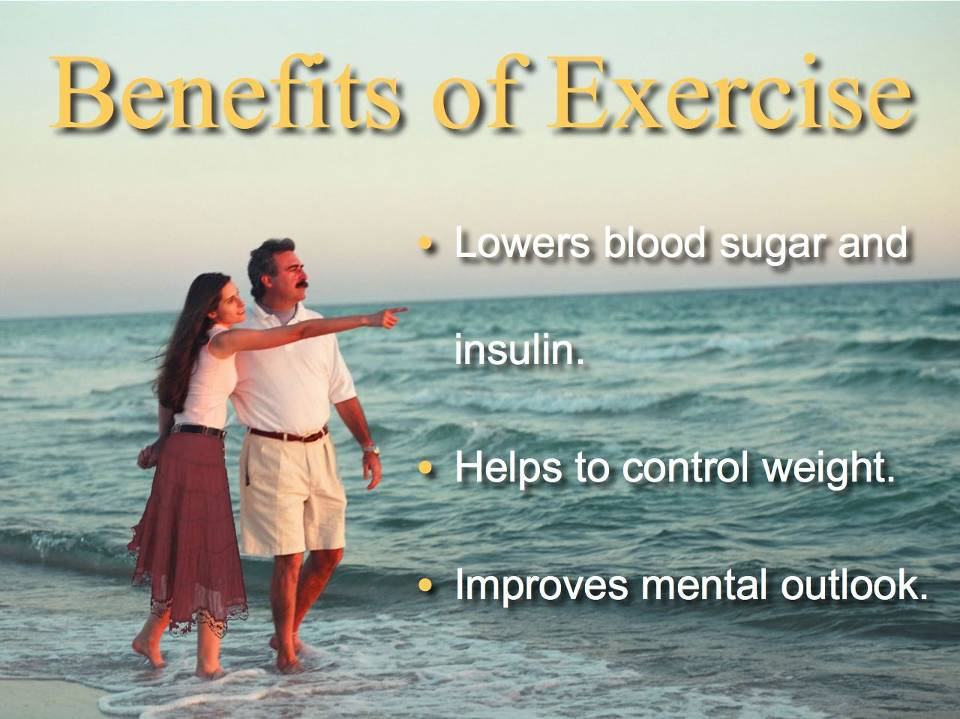 Benefits of Exercise
• Lowers blood sugar and
insulin.
• Helps to control weight.
• Improves mental outlook.